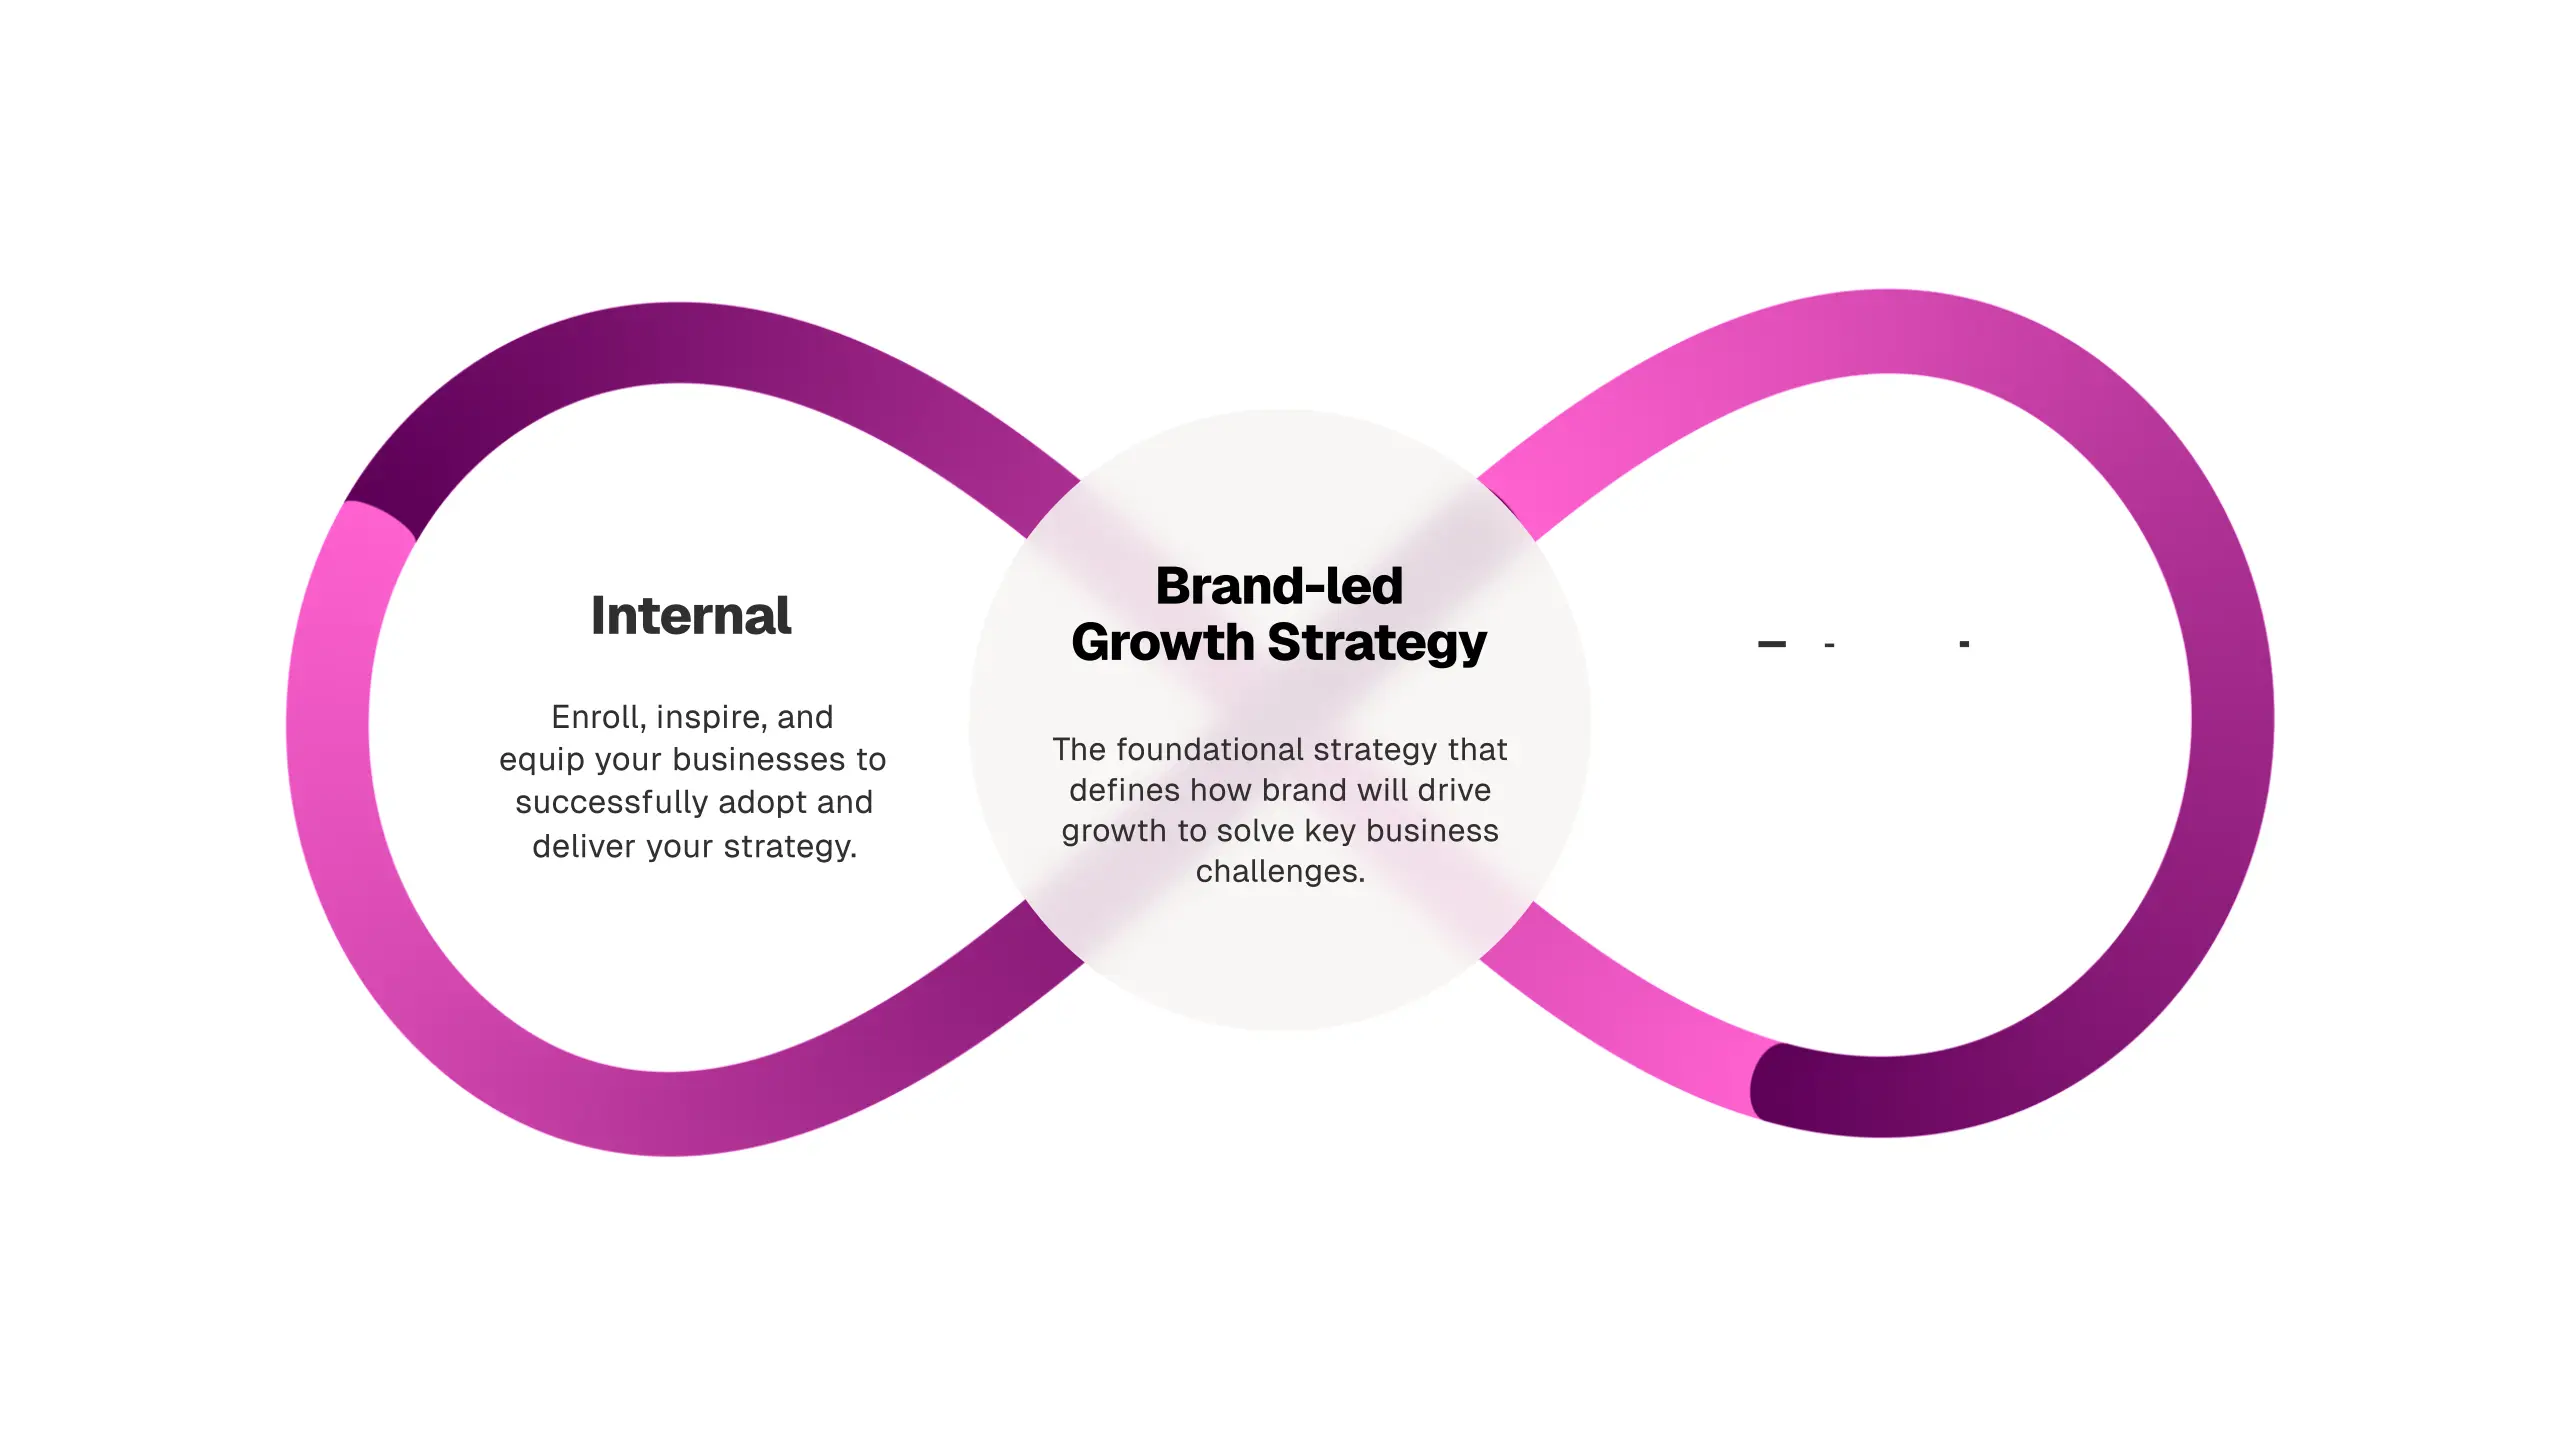 Internal
Enroll, inspire, and
equip your businesses to
successfully adopt and
deliver your strategy.
Brand-led
Growth Strategy
The foundational strategy that
defines how brand will drive
growth to solve key business
challenges.